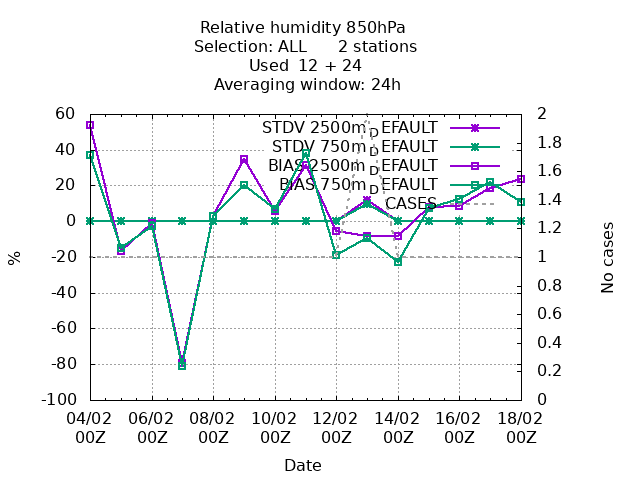 Relative humidity 850hPa
Selection: ALL 2 stations
Used 12 + 24
Averaging window: 24h
STDV 2500m_DEFAULT
STDV 750m_DEFAULT
BIAS 2500m_DEFAULT
BIAS 750m_DEFAULT
CASES
60
40
20
0
-20
-40
-60
-80
-100
%
2
1.8
1.6
1.4
1.2
1
0.8
0.6
0.4
0.2
0
No cases
04/02 06/02 08/02 10/02 12/02 14/02 16/02 18/02
00Z 00Z 00Z 00Z 00Z 00Z 00Z 00Z
Date